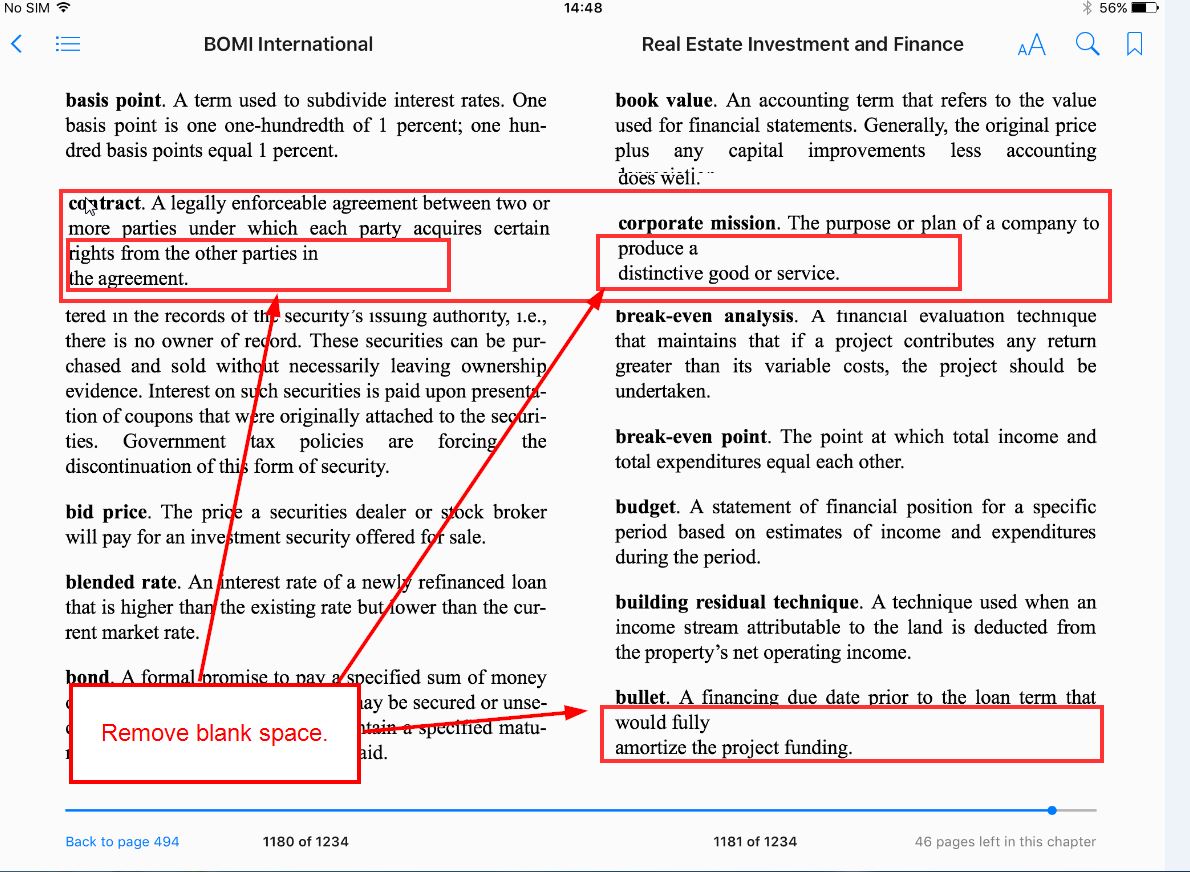 No SIM 14:48 56%
BOMI International
Real Estate Investment and Finance
AA
basis point. A term used to subdivide interest rates. One
basis point is one one-hundredth of 1 percent; one hun-
dred basis points equal 1 percent.
contract. A legally enforceable agreement between two or
more parties under which each party acquires certain
rights from the other parties in
the agreement.
tered in the records of the security's issuing authority, i.e.,
there is no owner of record. These securities can be pur-
chased and sold without necessarily leaving ownership
evidence. Interest on such securities is paid upon presenta-
tion of coupons that were originally attached to the securi-
ties. Government tax policies are forcing the
discontinuation of this form of security.
bid price. The price a securities dealer or stock broker
will pay for an investment security offered for sale.
blended rate. An interest rate of a newly refinanced loan
that is higher than the existing rate but lower than the cur-
rent market rate.
bond. A formal promise to pay a specified sum of money
may be secured or unse-
a specified matu-
Remove blank space.
book value. An accounting term that refers to the value
used for financial statements. Generally, the original price
plus any capital improvements less accounting
does well.
corporate mission. The purpose or plan of a company to
produce a
distinctive good or service.
break-even analysis. A financial evaluation technique
that maintains that if a project contributes any return
greater than its variable costs, the project should be
undertaken.
break-even point. The point at which total income and
total expenditures equal each other.
budget. A statement of financial position for a specific
period based on estimates of income and expenditures
during the period.
building residual technique. A technique used when an
income stream attributable to the land is deducted from
the property's net operating income.
bullet. A financing due date prior to the loan term that
would fully
amortize the project funding.
Back to page 494
1180 of 1234
1181 of 1234
46 pages left in this chapter